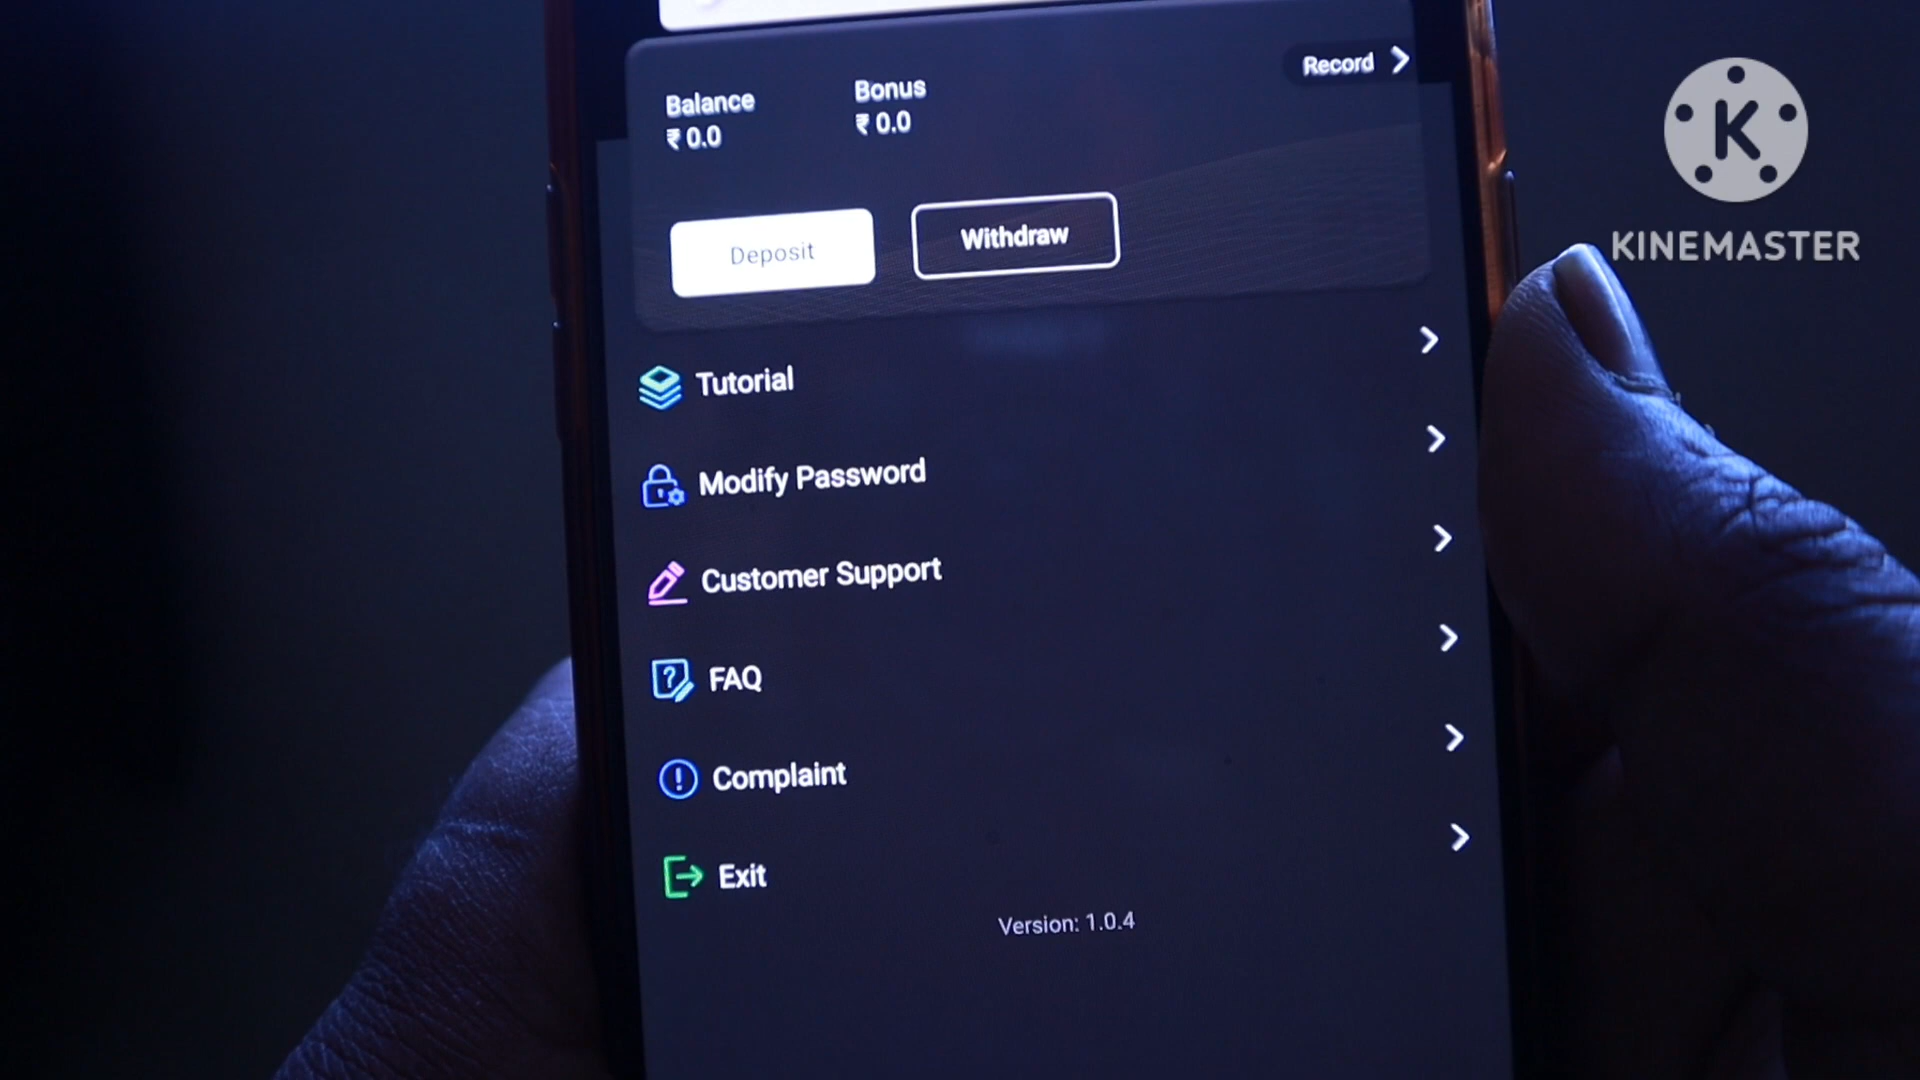 Record
Balance
₹ 0.0
Bonus
₹ 0.0
Deposit
Withdraw
Tutorial
Modify Password
Customer Support
FAQ
Complaint
Exit
Version: 1.0.4
K
KINEMASTER